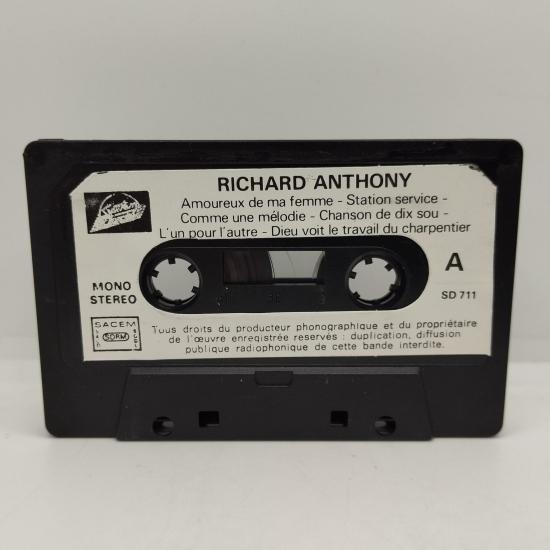 RICHARD ANTHONY
Amoureux de ma femme - Station service -
Comme une mélodie - Chanson de dix sou -
L'un pour l'autre - Dieu voit le travail du charpentier
A
MONO
STEREO
SD 711
SACEM
SDRM
Tous droits du producteur phonographique et du propriétaire
de l'œuvre enregistrée reservés : duplication, diffusion
publique radiophonique de cette bande interdite.